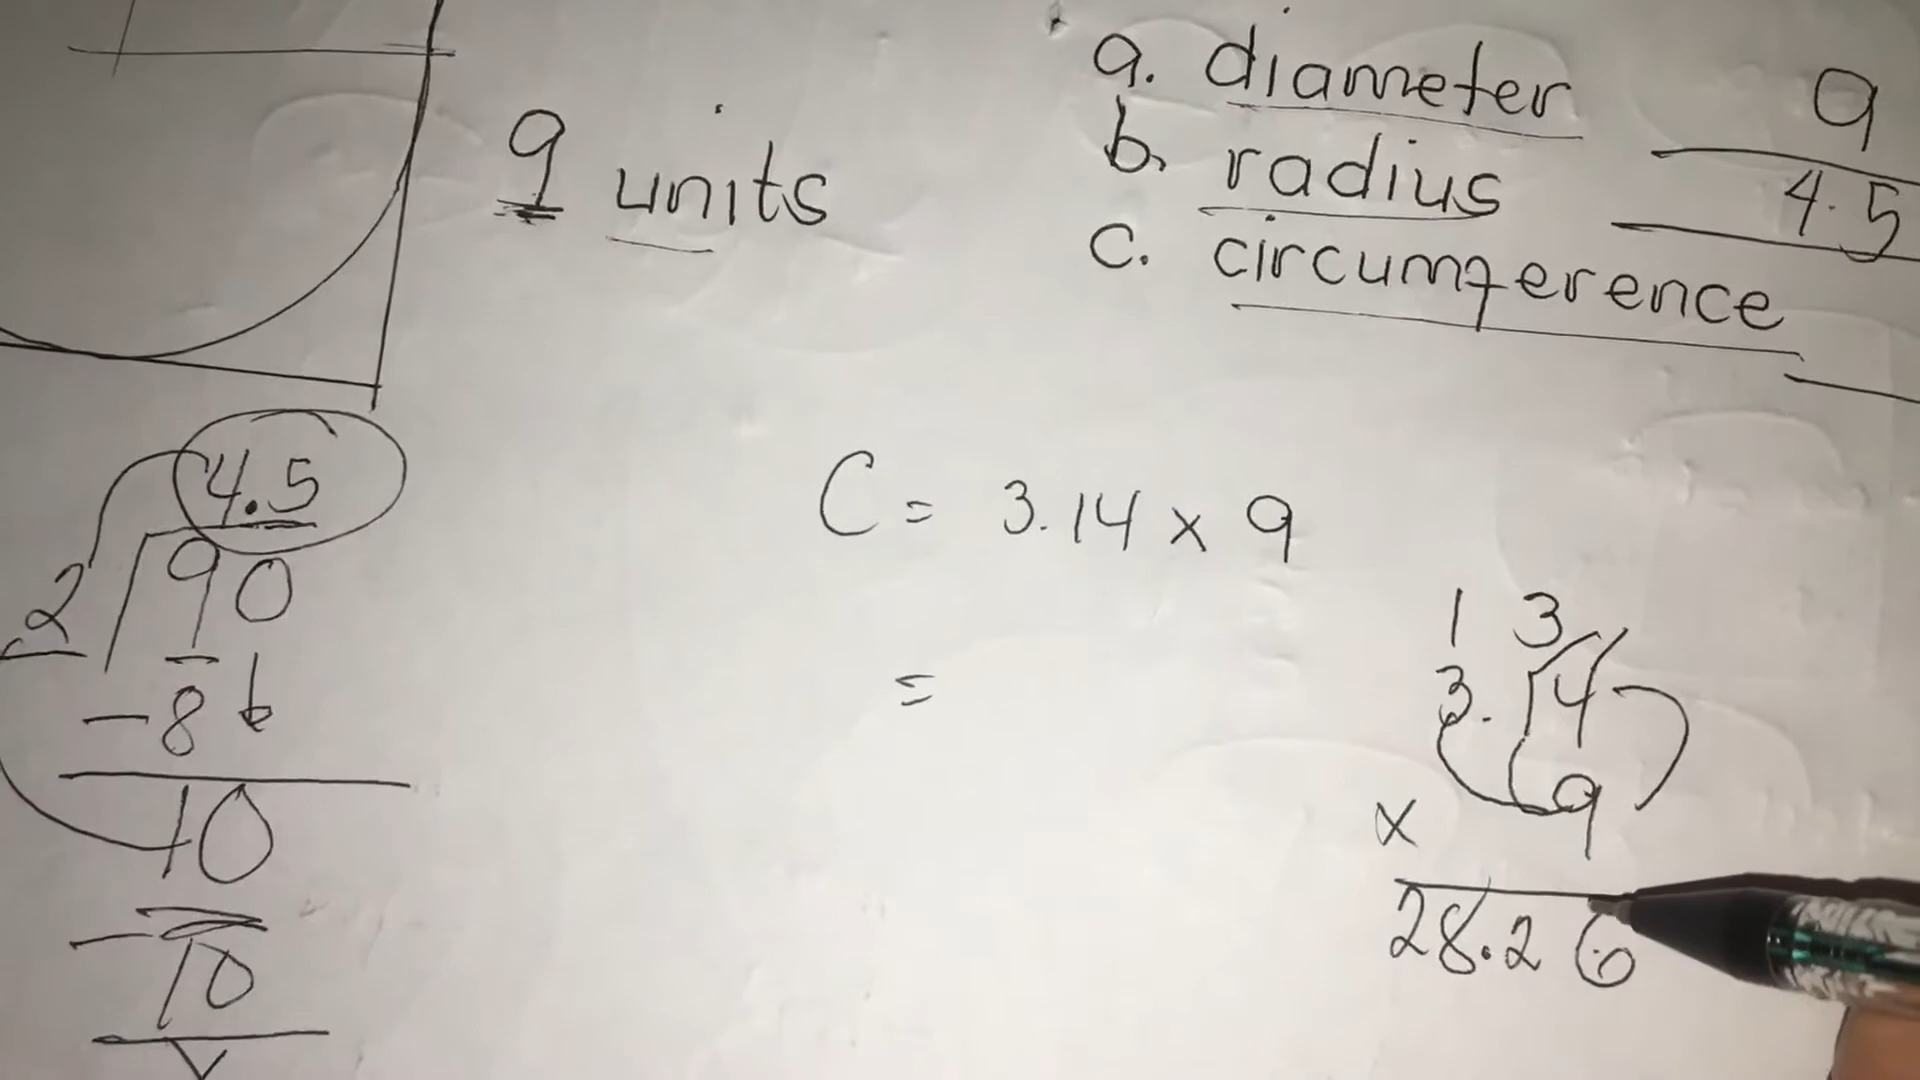 a. diameter 9
9 units
b. radius 4.5
c. circumference
4.5
2 90
-8
10
-10
C = 3.14 x 9
=
1 3
3.14
x 9
28.26